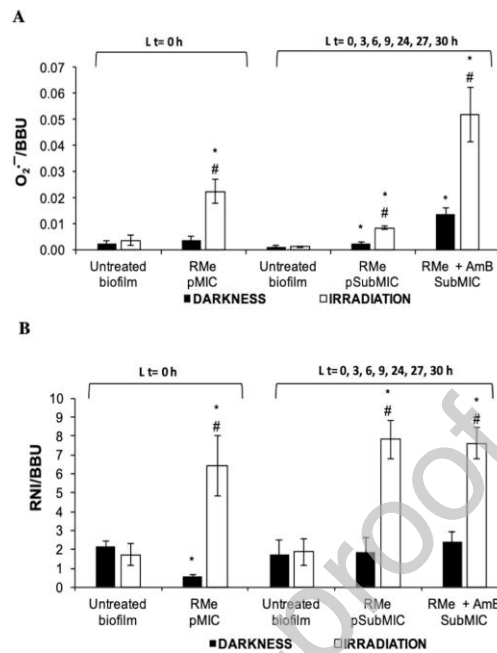 A
L t= 0 h
L t= 0, 3, 6, 9, 24, 27, 30 h
0.07
0.06
0.05
0.04
0.03
0.02
0.01
0.00
O₂•⁻/BBU
*
#
*
*
#
*
*
#
Untreated biofilm
RMe pMIC
Untreated biofilm
RMe pSubMIC
RMe + AmB SubMIC
DARKNESS
IRRADIATION
B
L t= 0 h
L t= 0, 3, 6, 9, 24, 27, 30 h
10
9
8
7
6
5
4
3
2
1
0
RNI/BBU
*
*
#
*
#
*
#
Untreated biofilm
RMe pMIC
Untreated biofilm
RMe pSubMIC
RMe + AmB SubMIC
DARKNESS
IRRADIATION
proof